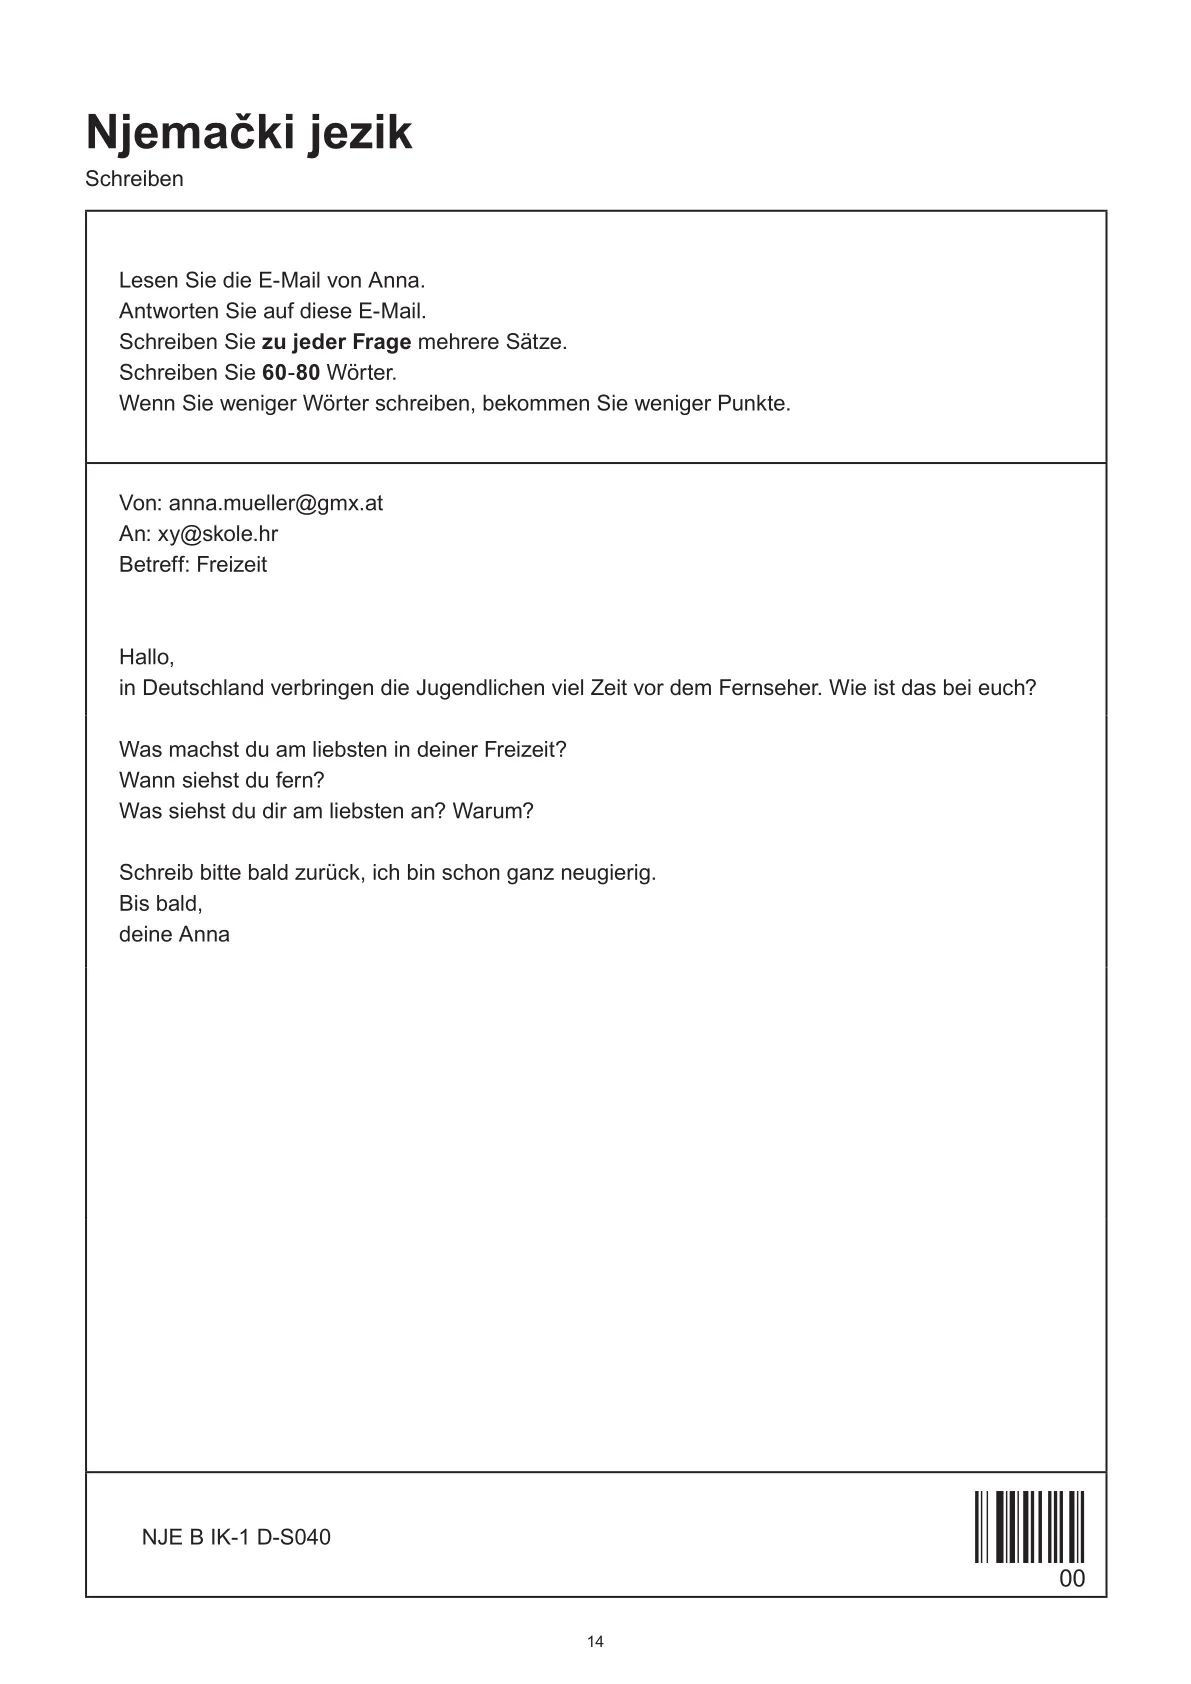 Njemački jezik
Schreiben
Lesen Sie die E-Mail von Anna.
Antworten Sie auf diese E-Mail.
Schreiben Sie zu jeder Frage mehrere Sätze.
Schreiben Sie 60-80 Wörter.
Wenn Sie weniger Wörter schreiben, bekommen Sie weniger Punkte.
Von: anna.mueller@gmx.at
An: xy@skole.hr
Betreff: Freizeit
Hallo,
in Deutschland verbringen die Jugendlichen viel Zeit vor dem Fernseher. Wie ist das bei euch?
Was machst du am liebsten in deiner Freizeit?
Wann siehst du fern?
Was siehst du dir am liebsten an? Warum?
Schreib bitte bald zurück, ich bin schon ganz neugierig.
Bis bald,
deine Anna
NJE B IK-1 D-S040
00
14